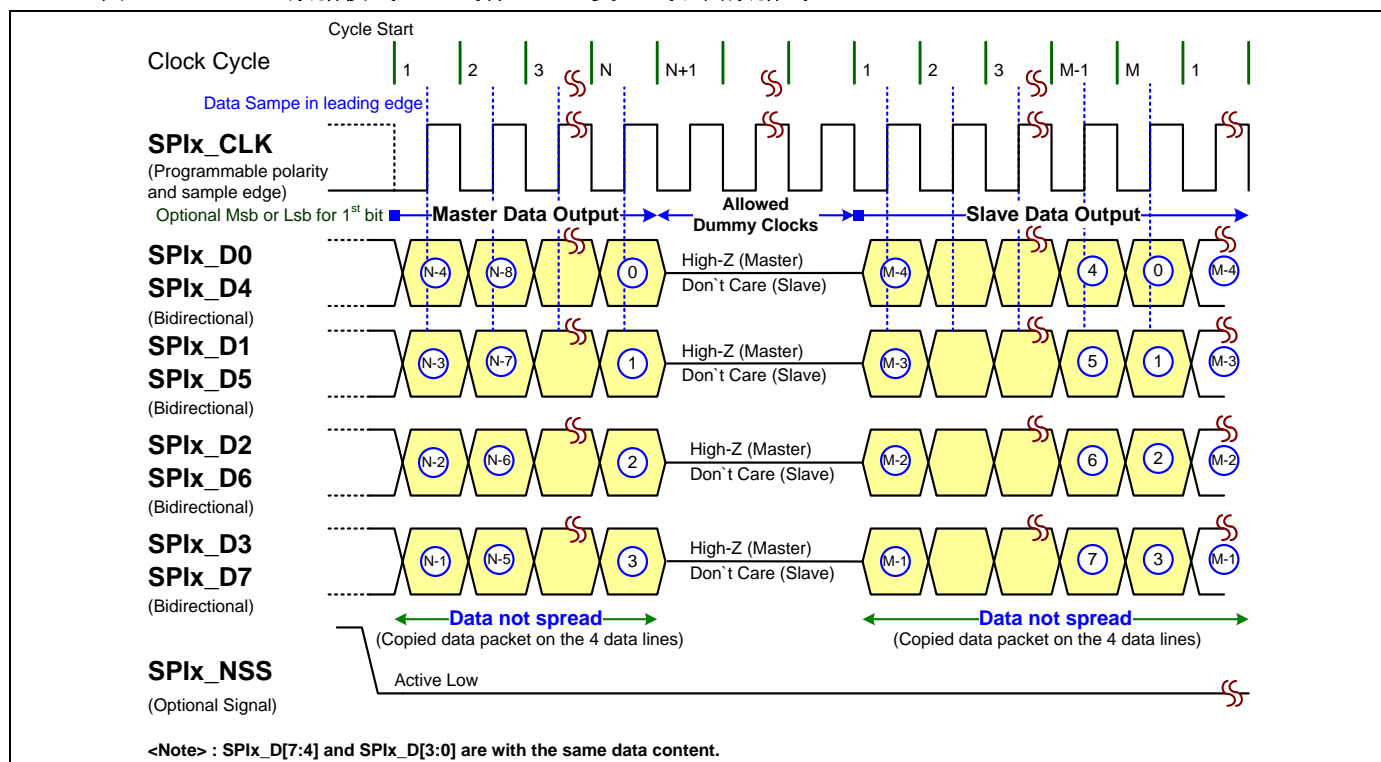 Cycle Start
Clock Cycle
1 2 3 N N+1 1 2 3 M-1 M 1
Data Sampe in leading edge
SPIx_CLK
(Programmable polarity
and sample edge)
Optional Msb or Lsb for 1st bit
Master Data Output
Allowed
Dummy Clocks
Slave Data Output
SPIx_D0
SPIx_D4
(Bidirectional)
N-4 N-8 0
High-Z (Master)
Don`t Care (Slave)
M-4 4 0 M-4
SPIx_D1
SPIx_D5
(Bidirectional)
N-3 N-7 1
High-Z (Master)
Don`t Care (Slave)
M-3 5 1 M-3
SPIx_D2
SPIx_D6
(Bidirectional)
N-2 N-6 2
High-Z (Master)
Don`t Care (Slave)
M-2 6 2 M-2
SPIx_D3
SPIx_D7
(Bidirectional)
N-1 N-5 3
High-Z (Master)
Don`t Care (Slave)
M-1 7 3 M-1
Data not spread
(Copied data packet on the 4 data lines)
Data not spread
(Copied data packet on the 4 data lines)
SPIx_NSS
(Optional Signal)
Active Low
<Note> : SPIx_D[7:4] and SPIx_D[3:0] are with the same data content.